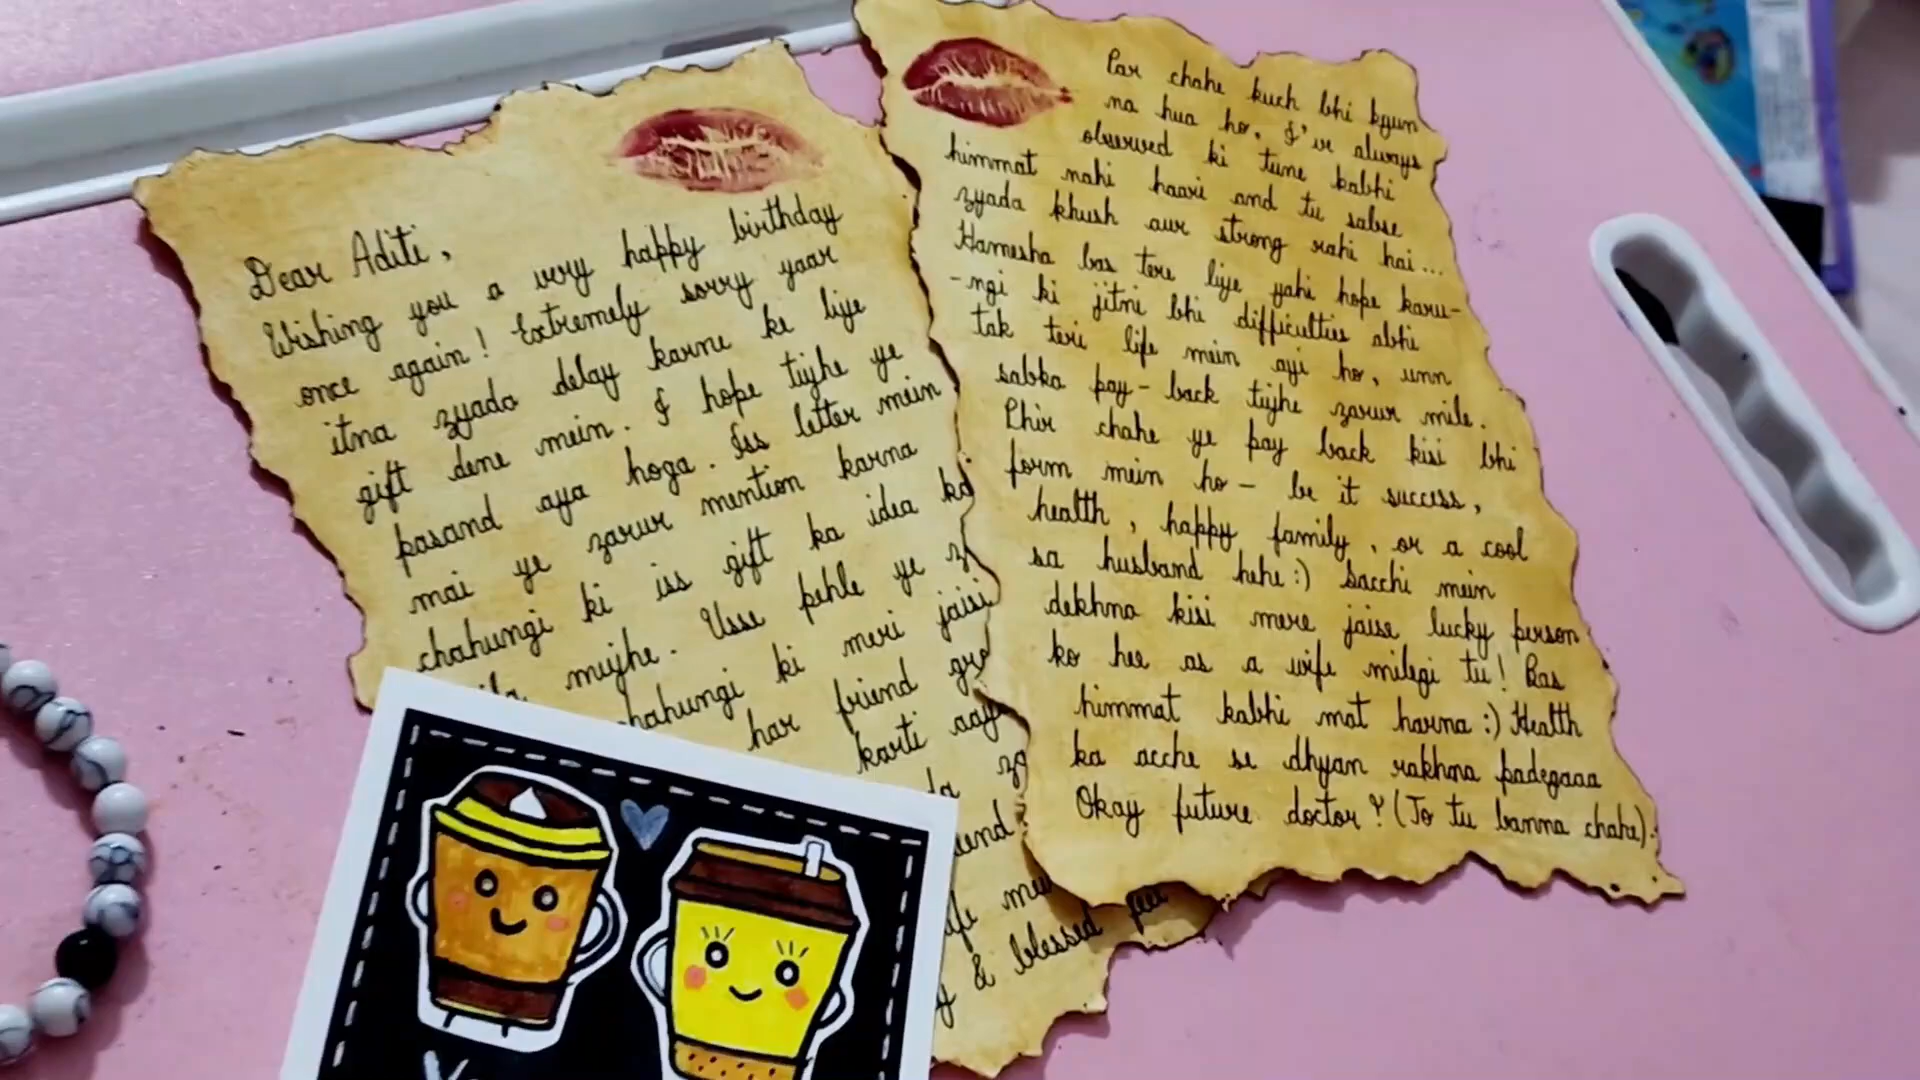 Dear Aditi,
Wishing you a very happy birthday
once again! Extremely sorry yaar
itna zyada delay karne ke liye
gift dene mein. I hope tujhe ye
pasand aya hoga. Iss letter mein
mai ye zarur mention karna
chahungi ki iss gift ka idea
mujhe. Usse pehle ye
chahungi ki meri jaisi
har friend
karti
& blessed feel
Par chahe kuch bhi kyun
na hua ho. I've always
observed ki tune kabhi
himmat nahi haari and tu sabse
zyada khush aur strong rahi hai...
Hamesha bas tere liye yahi hope karu-
-ngi ki jitni bhi difficulties abhi
tak teri life mein ayi ho, unn
sabka pay-back tujhe zarur mile.
Phir chahe ye pay back kisi bhi
form mein ho - be it success,
health, happy family, or a cool
sa husband hehe:) Sacchi mein
dekhna kisi mere jaise lucky person
ko hee as a wife milegi tu! Bas
himmat kabhi mat harna :) Health
ka acche se dhyan rakhna padegaaa
Okay future doctor? (Jo tu banna chahe).